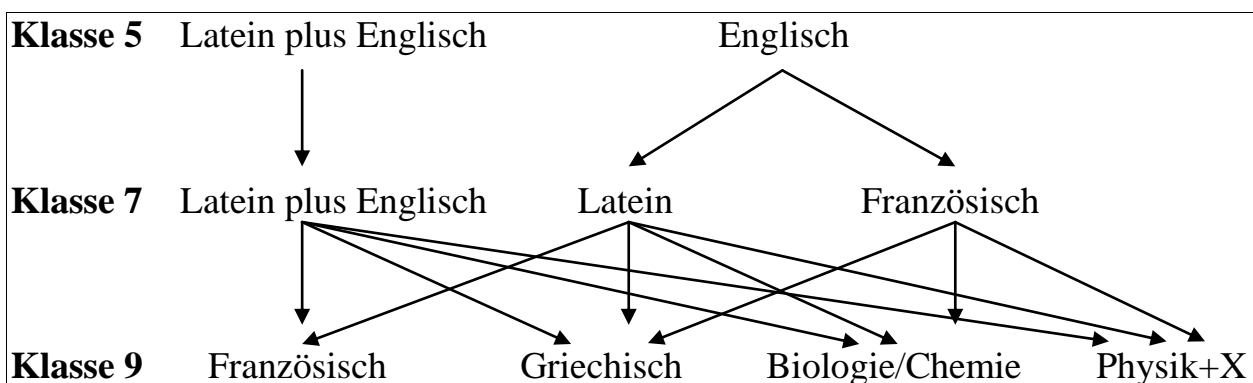 Klasse 5 Latein plus Englisch Englisch
Klasse 7 Latein plus Englisch Latein Französisch
Klasse 9 Französisch Griechisch Biologie/Chemie Physik+X